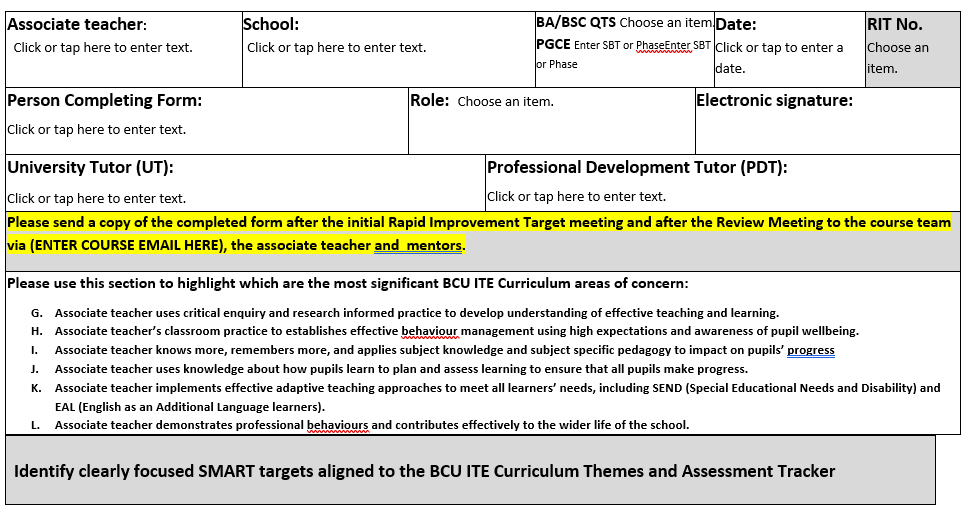 Associate teacher:
Click or tap here to enter text.
School:
Click or tap here to enter text.
BA/BSC QTS Choose an item.
PGCE Enter SBT or PhaseEnter SBT
or Phase
Date:
Click or tap to enter a
date.
RIT No.
Choose an
item.
Person Completing Form:
Click or tap here to enter text.
Role: Choose an item.
Electronic signature:
University Tutor (UT):
Click or tap here to enter text.
Professional Development Tutor (PDT):
Click or tap here to enter text.
Please send a copy of the completed form after the initial Rapid Improvement Target meeting and after the Review Meeting to the course team
via (ENTER COURSE EMAIL HERE), the associate teacher and mentors.
Please use this section to highlight which are the most significant BCU ITE Curriculum areas of concern:
G. Associate teacher uses critical enquiry and research informed practice to develop understanding of effective teaching and learning.
H. Associate teacher's classroom practice to establishes effective behaviour management using high expectations and awareness of pupil wellbeing.
I. Associate teacher knows more, remembers more, and applies subject knowledge and subject specific pedagogy to impact on pupils' progress
J. Associate teacher uses knowledge about how pupils learn to plan and assess learning to ensure that all pupils make progress.
K. Associate teacher implements effective adaptive teaching approaches to meet all learners' needs, including SEND (Special Educational Needs and Disability) and
EAL (English as an Additional Language learners).
L. Associate teacher demonstrates professional behaviours and contributes effectively to the wider life of the school.
Identify clearly focused SMART targets aligned to the BCU ITE Curriculum Themes and Assessment Tracker